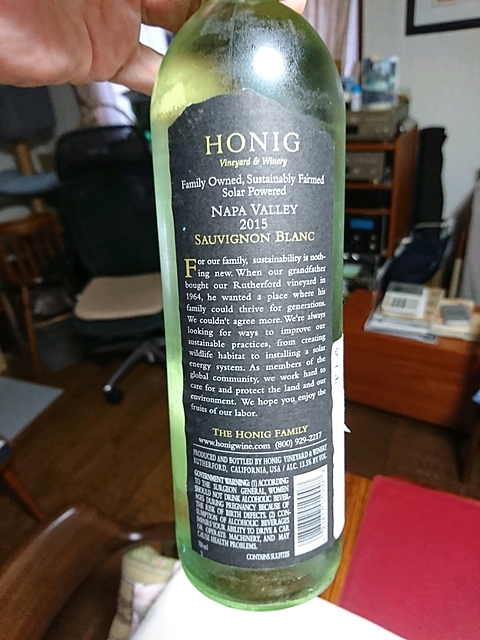 HONIG
Vineyard & Winery
Family Owned, Sustainably Farmed
Solar Powered
NAPA VALLEY
2015
SAUVIGNON BLANC
For our family, sustainability is noth-
ing new. When our grandfather
bought our Rutherford vineyard in
1964, he wanted a place where his
family could thrive for generations.
We couldn't agree more. We're always
looking for ways to improve our
sustainable practices, from creating
wildlife habitat to installing a solar
energy system. As members of the
global community, we work hard to
care for and protect the land and our
environment. We hope you enjoy the
fruits of our labor.
THE HONIG FAMILY
www.honigwine.com (800) 929-2217
PRODUCED AND BOTTLED BY HONIG VINEYARD & WINERY
RUTHERFORD, CALIFORNIA, USA / ALC. 13.5% BY VOL.
GOVERNMENT WARNING: (1) ACCORDING
TO THE SURGEON GENERAL, WOMEN
SHOULD NOT DRINK ALCOHOLIC BEVER-
AGES DURING PREGNANCY BECAUSE OF
THE RISK OF BIRTH DEFECTS. (2) CON-
SUMPTION OF ALCOHOLIC BEVERAGES
IMPAIRS YOUR ABILITY TO DRIVE A CAR
OR OPERATE MACHINERY, AND MAY
CAUSE HEALTH PROBLEMS.
750 ml
CONTAINS SULFITES